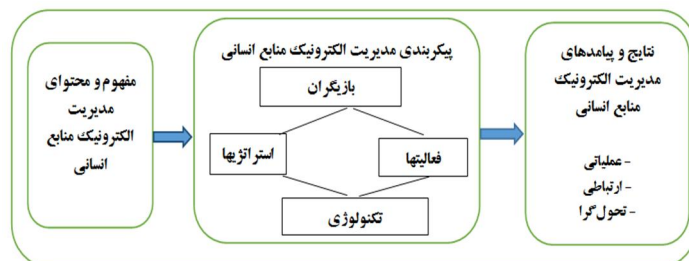 مفهوم و محتوای
مدیریت
الکترونیک منابع
انسانی
پیکربندی مدیریت الکترونیک منابع انسانی
بازیگران
استراتژیها
فعالیتها
تکنولوژی
نتایج و پیامدهای
مدیریت الکترونیک
منابع انسانی
- عملیاتی
- ارتباطی
- تحول‌گرا